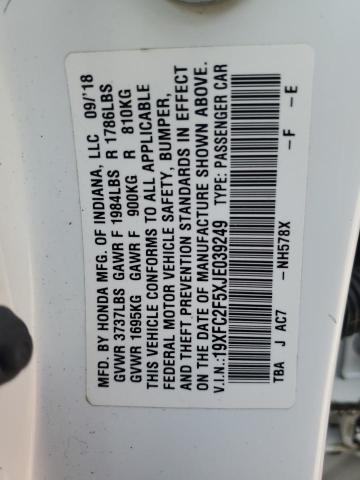 MFD. BY HONDA MFG. OF INDIANA, LLC 09/'18
GVWR 3737LBS GAWR F 1984LBS R 1786LBS
GVWR 1695KG GAWR F 900KG R 810KG
THIS VEHICLE CONFORMS TO ALL APPLICABLE
FEDERAL MOTOR VEHICLE SAFETY, BUMPER,
AND THEFT PREVENTION STANDARDS IN EFFECT
ON THE DATE OF MANUFACTURE SHOWN ABOVE.
V.I.N.:19XFC2F5XJE039249 TYPE: PASSENGER CAR
TBA J AC7 -NH578X -F -E